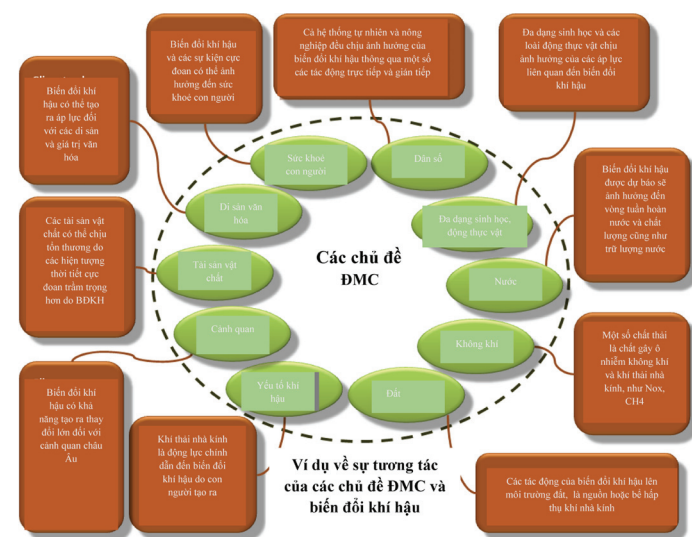 Biến đổi khí hậu
và các sự kiện cực
đoan có thể ảnh
hưởng đến sức
khoẻ con người
Cả hệ thống tự nhiên và nông
nghiệp đều chịu ảnh hưởng của
biến đổi khí hậu thông qua một số
các tác động trực tiếp và gián tiếp
Đa dạng sinh học và các
loài động thực vật chịu
ảnh hưởng của các áp lực
liên quan đến biến đổi
khí hậu
Biến đổi khí
hậu có thể tạo
ra áp lực đối
với các di sản
và giá trị văn
hóa
Sức khoẻ
con người
Dân số
Biến đổi khí hậu
được dự báo sẽ
ảnh hưởng đến
vòng tuần hoàn
nước và chất
lượng cũng như
trữ lượng nước
Di sản văn
hóa
Đa dạng sinh học,
động thực vật
Các tài sản vật
chất có thể chịu
tổn thương do
các hiện tượng
thời tiết cực
đoan trầm trọng
hơn do BĐKH
Tài sản vật
chất
Các chủ đề
ĐMC
Nước
Cảnh quan
Không khí
Một số chất thải
là chất gây ô
nhiễm không khí
và khí thải nhà
kính, như Nox,
CH4
Yếu tố khí
hậu
Đất
Biến đổi khí
hậu có khả
năng tạo ra thay
đổi lớn đối với
cảnh quan châu
Âu
Khí thải nhà kính
là động lực chính
dẫn đến biến đổi
khí hậu do con
người tạo ra
Ví dụ về sự tương tác
của các chủ đề ĐMC và
biến đổi khí hậu
Các tác động của biến đổi khí hậu lên
môi trường đất, là nguồn hoặc bể hấp
thụ khí nhà kính